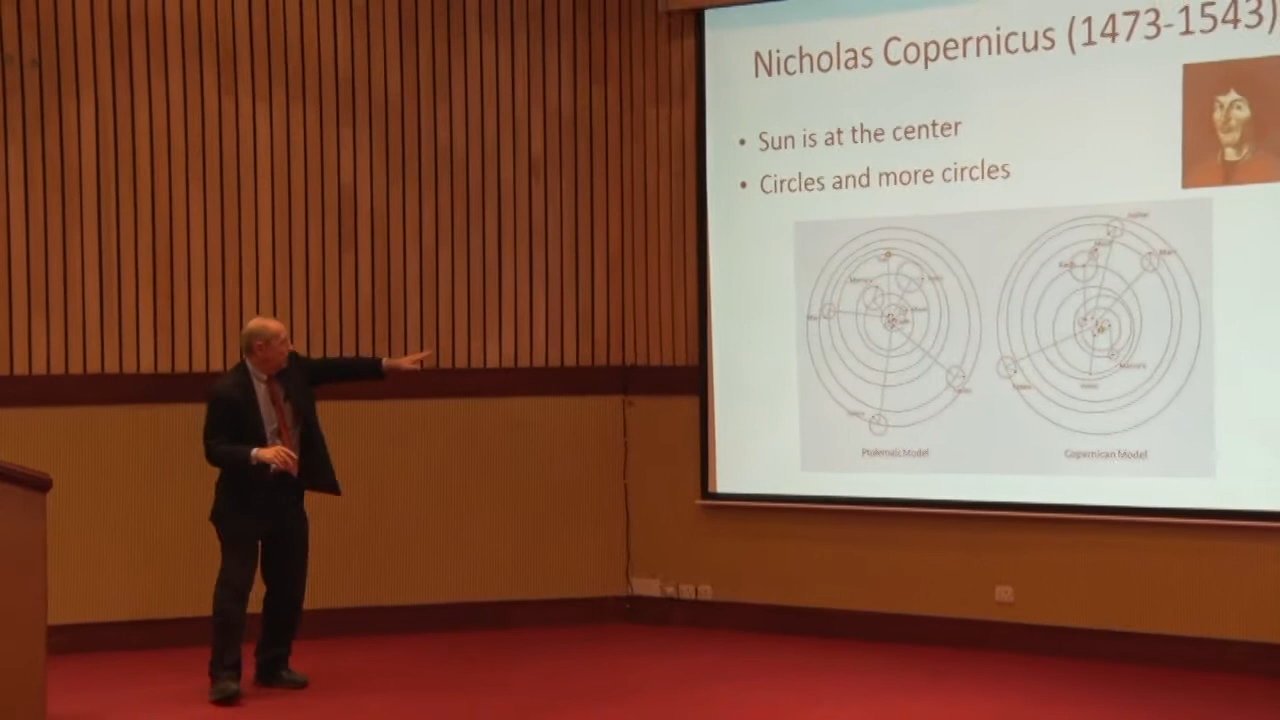 Nicholas Copernicus (1473-1543)
• Sun is at the center
• Circles and more circles
Ptolemaic Model
Copernican Model